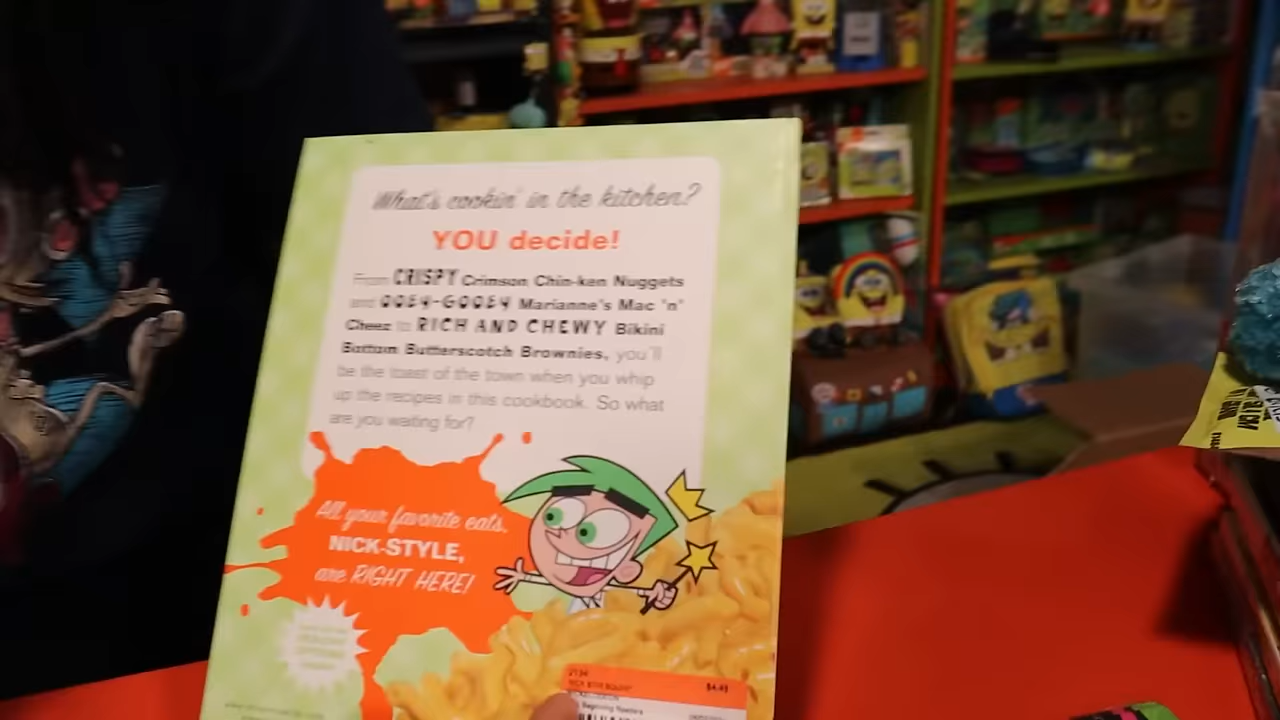 What's cookin' in the kitchen?
YOU decide!
From CRISPY Crimson Chin-ken Nuggets
and OOEY-GOOEY Marianne's Mac 'n'
Cheez to RICH AND CHEWY Bikini
Bottom Butterscotch Brownies, you'll
be the toast of the town when you whip
up the recipes in this cookbook. So what
are you waiting for?
All your favorite eats,
NICK-STYLE,
are RIGHT HERE!
$4.49
Beginning Readers